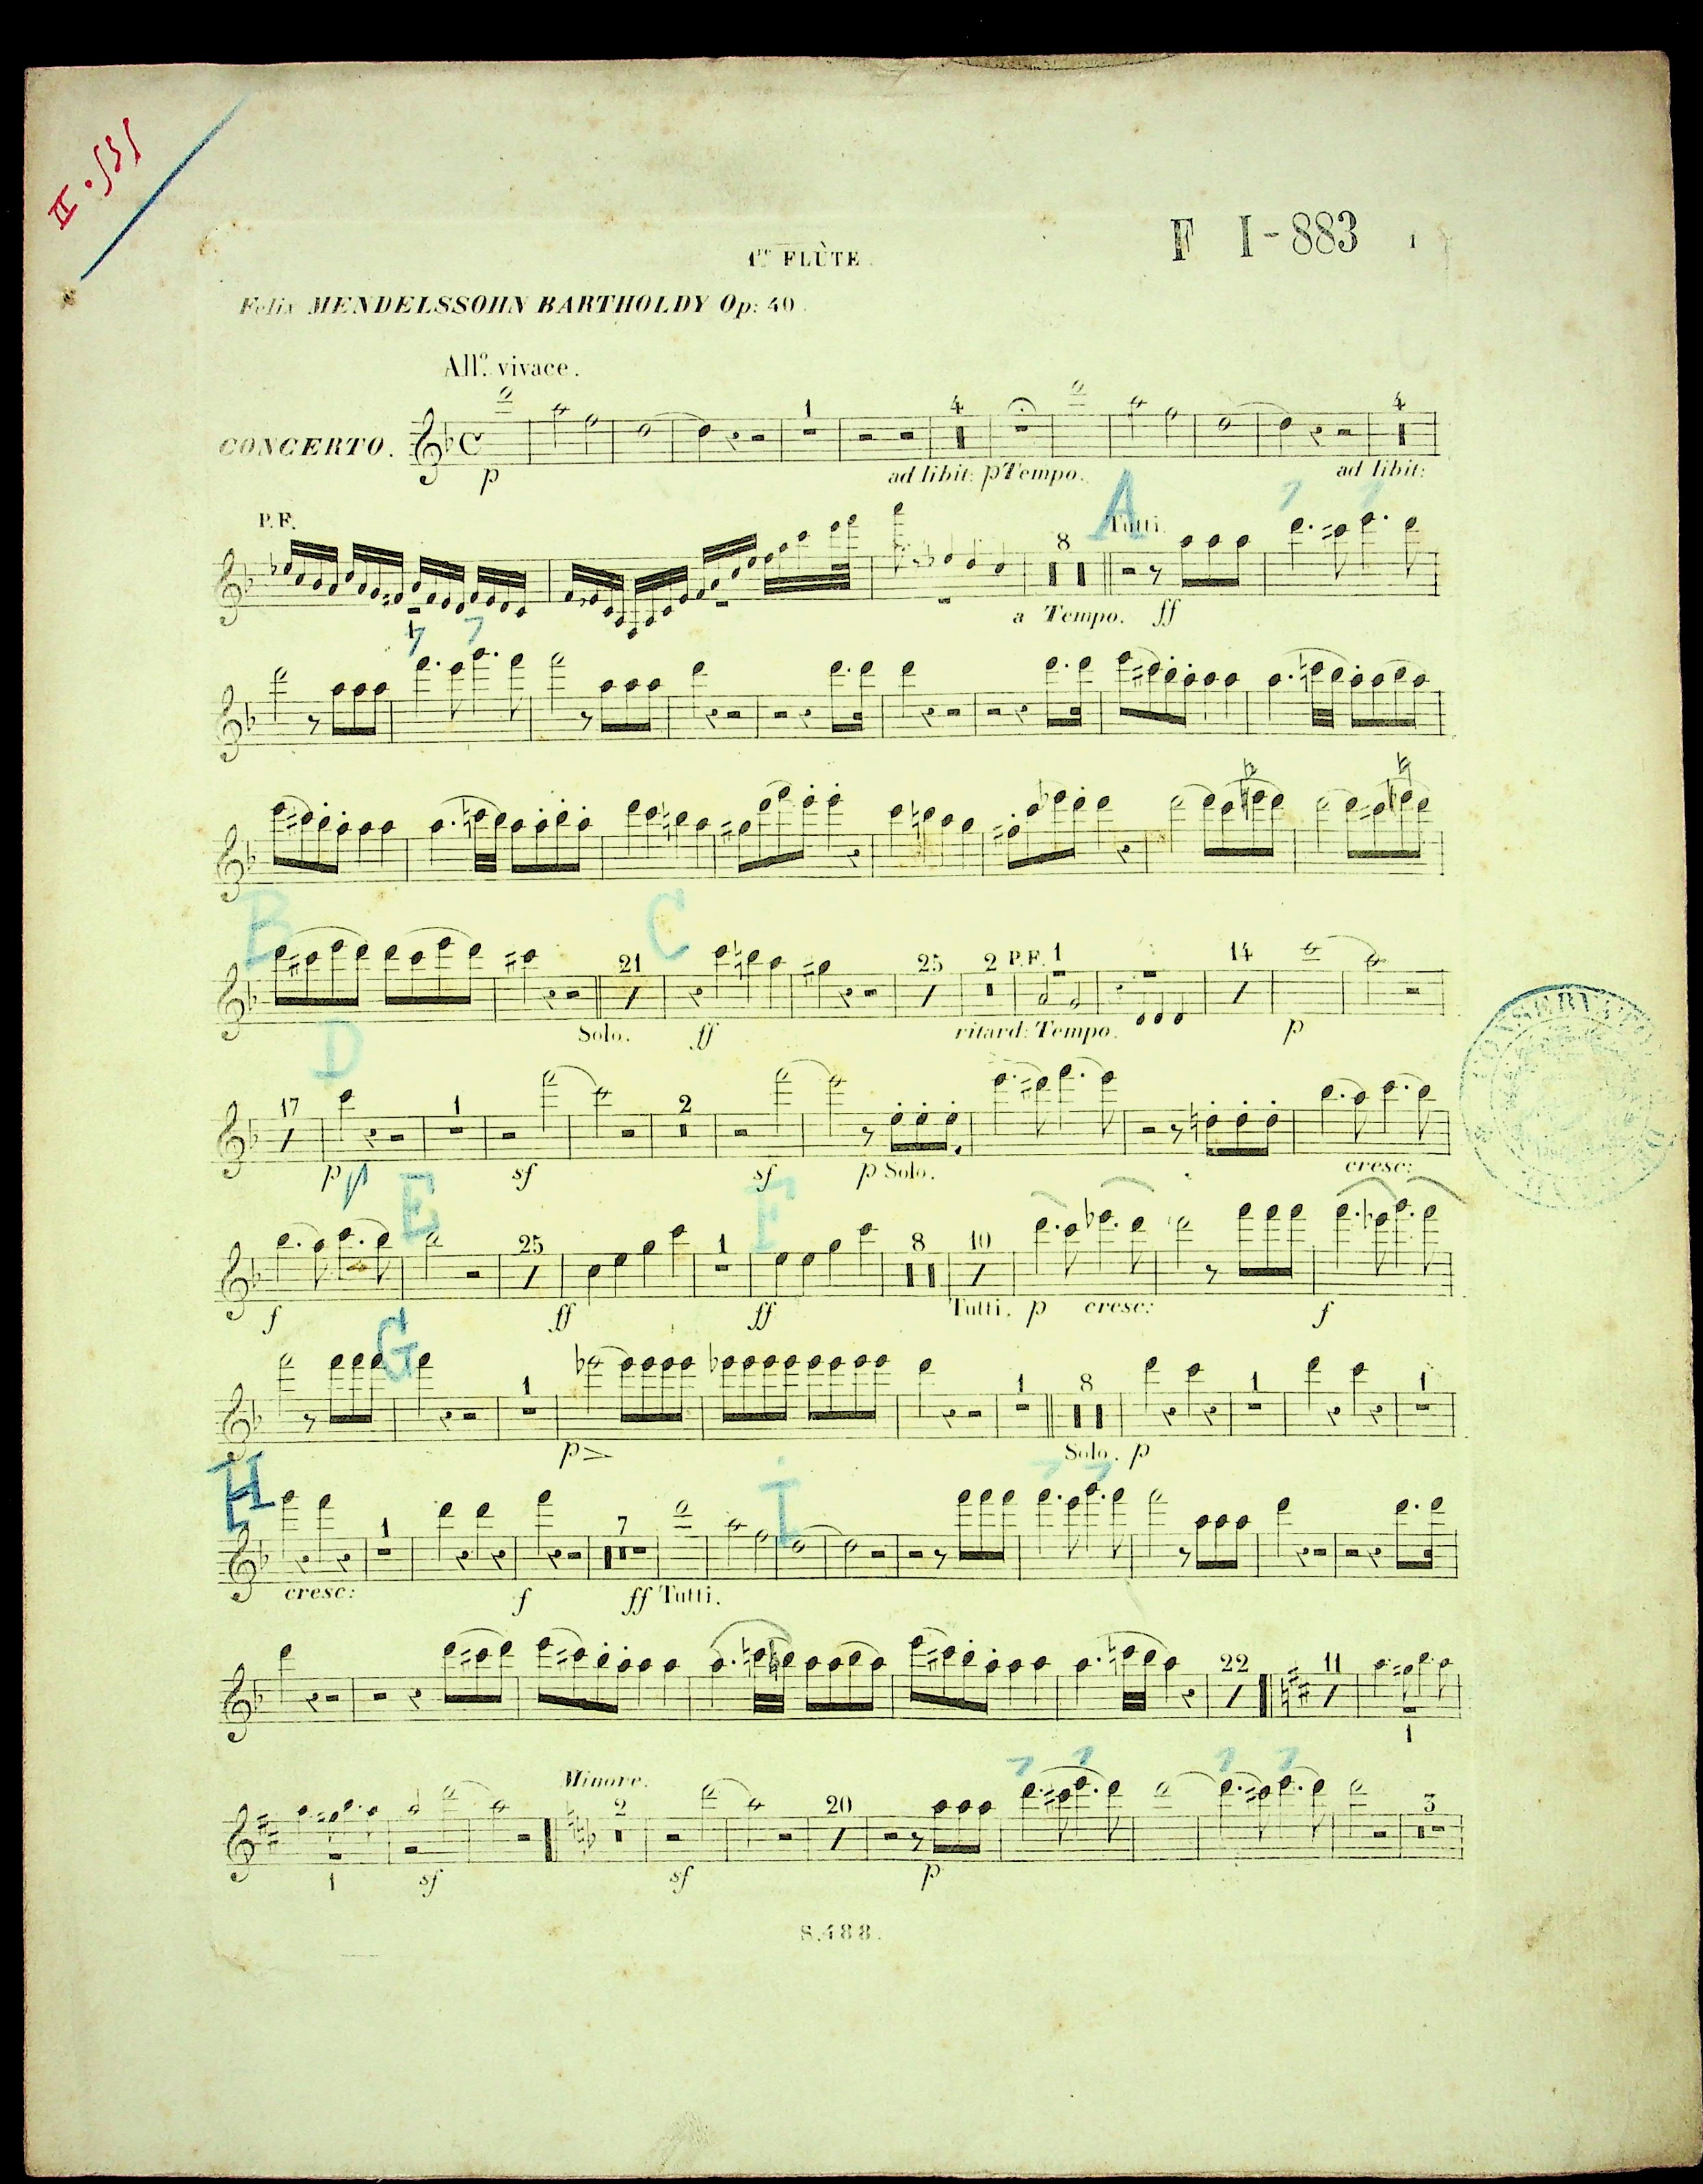 II.
F I-883 1
1re FLÙTE.
Felix MENDELSSOHN BARTHOLDY Op: 40.
All.o vivace.
1 4 4
CONCERTO.
p ad libit: p Tempo. ad libit:
P.F. 8 Tutti. A
1 a Tempo. ff
B C
21 25 2 P.F. 1 14
Solo. ff ritard: Tempo. p
D
17 1 2
p p sf sf p Solo. cresc:
E F
25 1 8 10
f ff ff Tutti. p cresc: f
G
1 1 8 1 1
p Solo. p
H I
1 7
cresc: f ff Tutti.
22 11
1
Minore.
2 20 3
1 sf sf p
S.488.
CONSERVATO